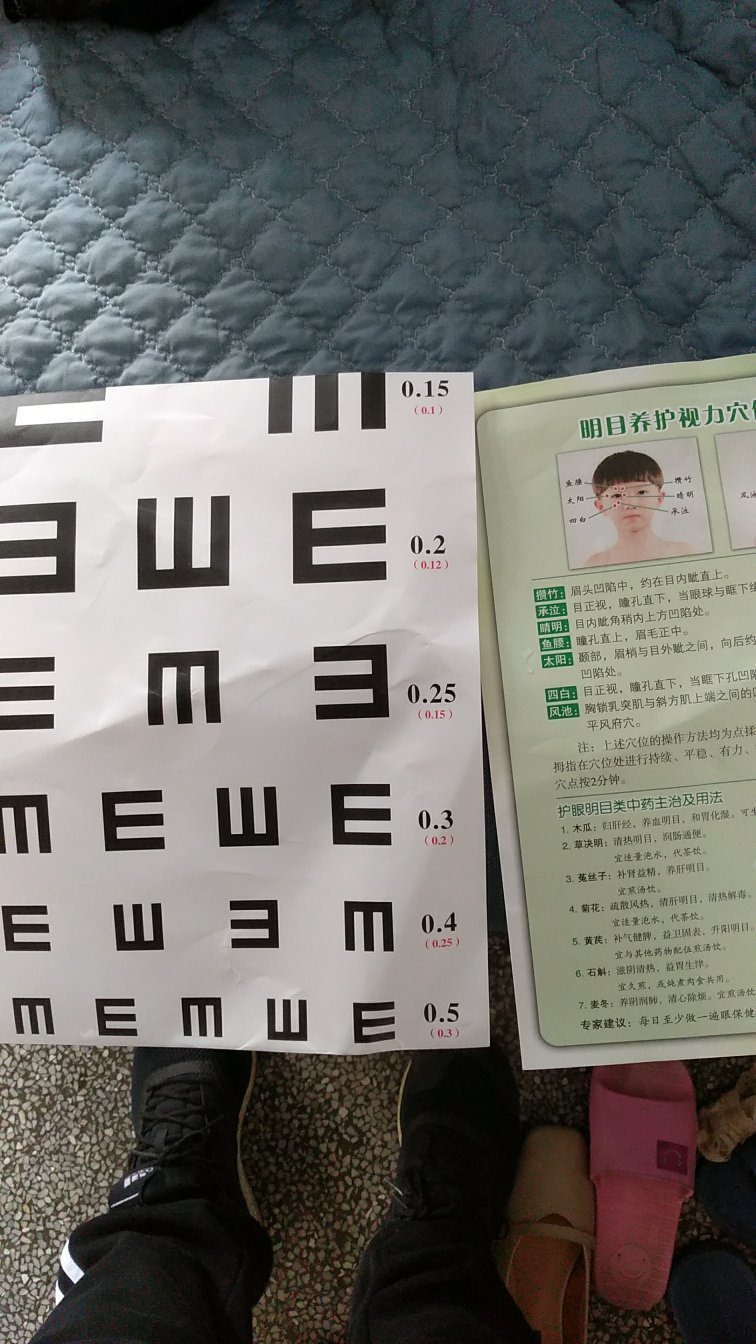 0.15
(0.1)
0.2
(0.12)
0.25
(0.15)
0.3
(0.2)
0.4
(0.25)
0.5
(0.3)
明目养护视力穴
鱼腰
太阳
四白
攒竹
睛明
承泣
风池
攒竹：眉头凹陷中，约在目内眦直上。
承泣：目正视，瞳孔直下，当眼球与眶下缘
睛明：目内眦角稍内上方凹陷处。
鱼腰：瞳孔直上，眉毛正中。
太阳：颞部，眉梢与目外眦之间，向后约
凹陷处。
四白：目正视，瞳孔直下，当眶下孔凹陷
风池：胸锁乳突肌与斜方肌上端之间的
平风府穴。
注：上述穴位的操作方法均为点揉
拇指在穴位处进行持续、平稳、有力、
穴点按2分钟。
护眼明目类中药主治及用法
1. 木瓜：归肝经，养血明目，和胃化湿。可
2. 草决明：清热明目，润肠通便。
宜适量泡水，代茶饮。
3. 菟丝子：补肾益精，养肝明目。
宜煎汤饮。
4. 菊花：疏散风热，清肝明目，清热解毒。
宜适量泡水，代茶饮。
5. 黄芪：补气健脾，益卫固表，升阳明目。
宜与其他药物配伍煎汤饮。
6. 石斛：滋阴清热，益胃生津。
宜久煎，或炖煮肉食共用。
7. 麦冬：养阴润肺，清心除烦。宜煎汤饮
专家建议：每日至少做一遍眼保健